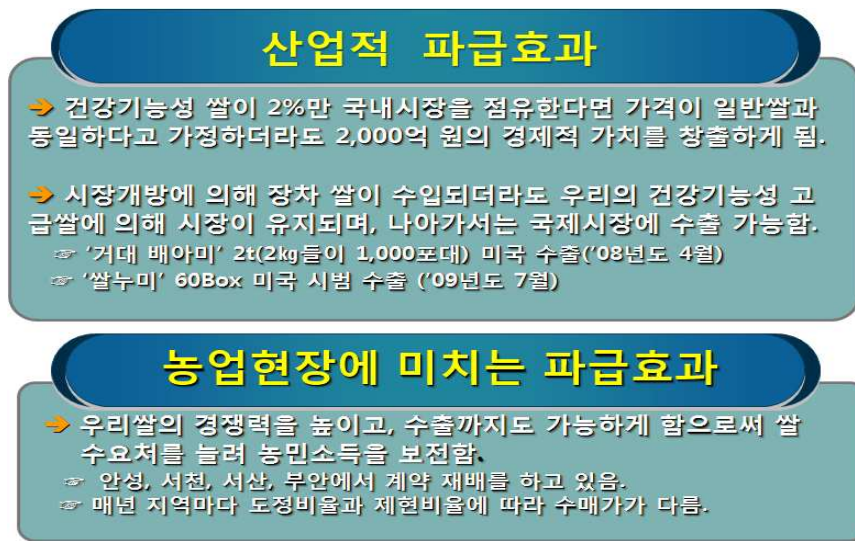 산업적 파급효과
➔ 건강기능성 쌀이 2%만 국내시장을 점유한다면 가격이 일반쌀과
동일하다고 가정하더라도 2,000억 원의 경제적 가치를 창출하게 됨.
➔ 시장개방에 의해 장차 쌀이 수입되더라도 우리의 건강기능성 고
급쌀에 의해 시장이 유지되며, 나아가서는 국제시장에 수출 가능함.
☞ '거대 배아미' 2t(2㎏들이 1,000포대) 미국 수출('08년도 4월)
☞ '쌀누미' 60Box 미국 시범 수출 ('09년도 7월)
농업현장에 미치는 파급효과
➔ 우리쌀의 경쟁력을 높이고, 수출까지도 가능하게 함으로써 쌀
수요처를 늘려 농민소득을 보전함.
☞ 안성, 서천, 서산, 부안에서 계약 재배를 하고 있음.
☞ 매년 지역마다 도정비율과 제현비율에 따라 수매가가 다름.